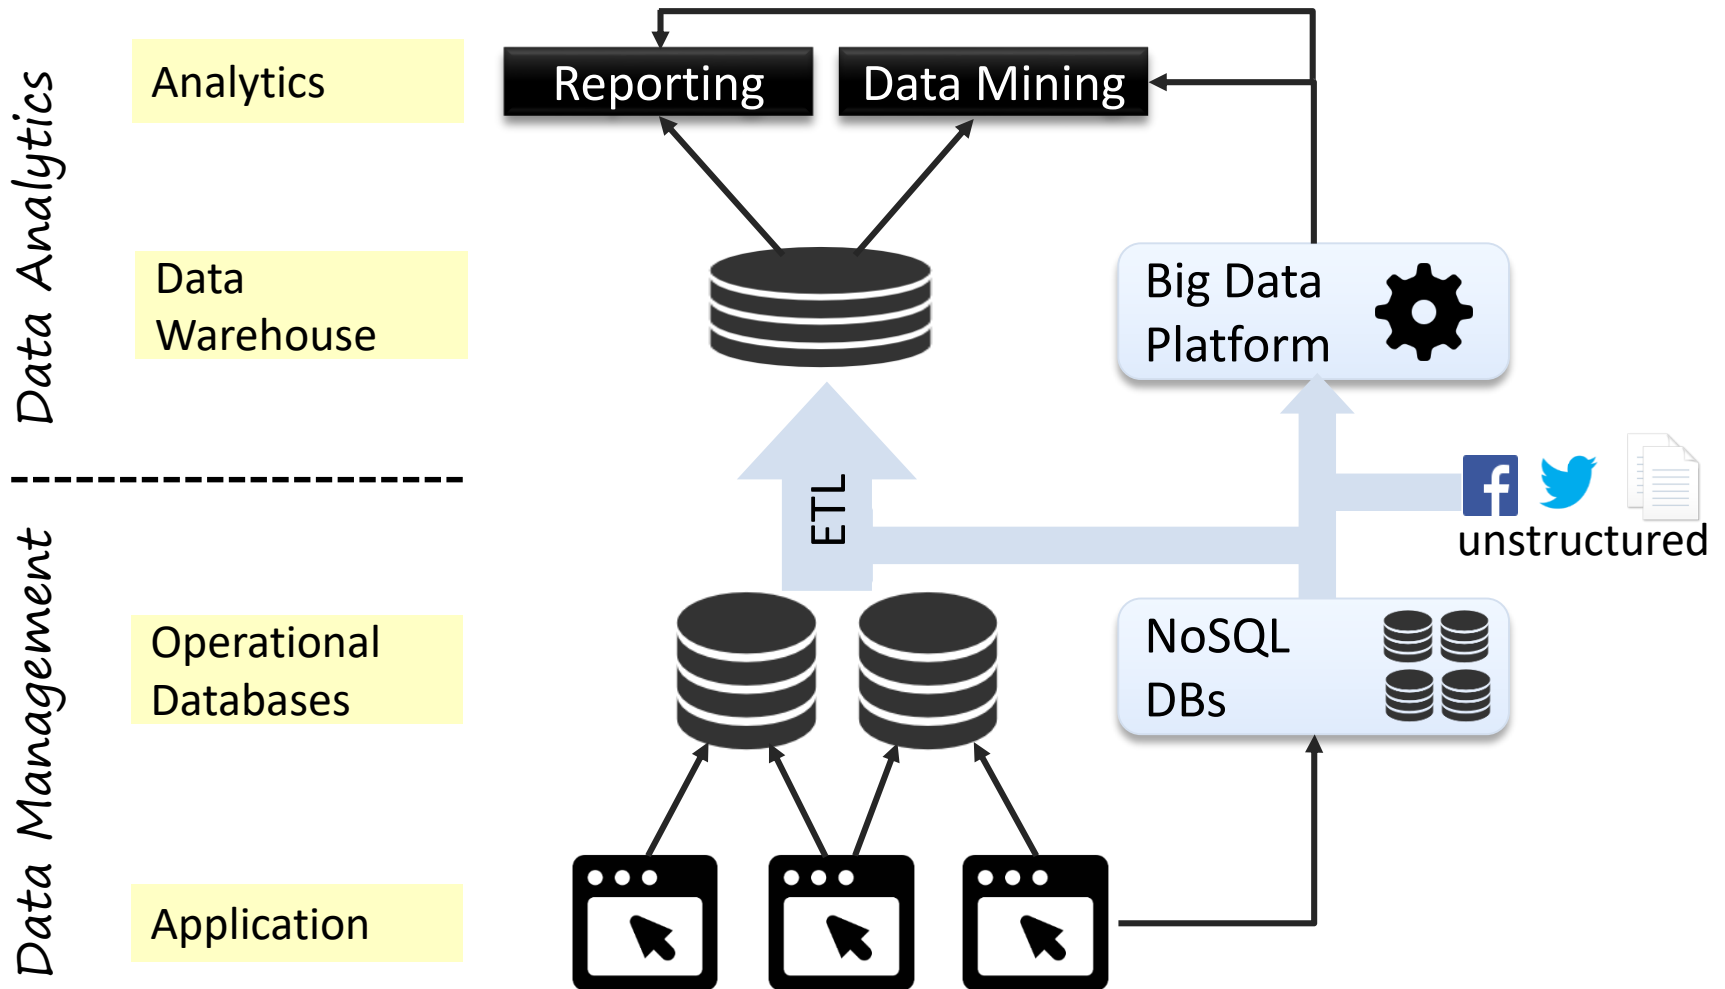 Data Analytics
Analytics
Reporting
Data Mining
Data
Warehouse
Big Data
Platform
ETL
unstructured
Data Management
Operational
Databases
NoSQL
DBs
Application